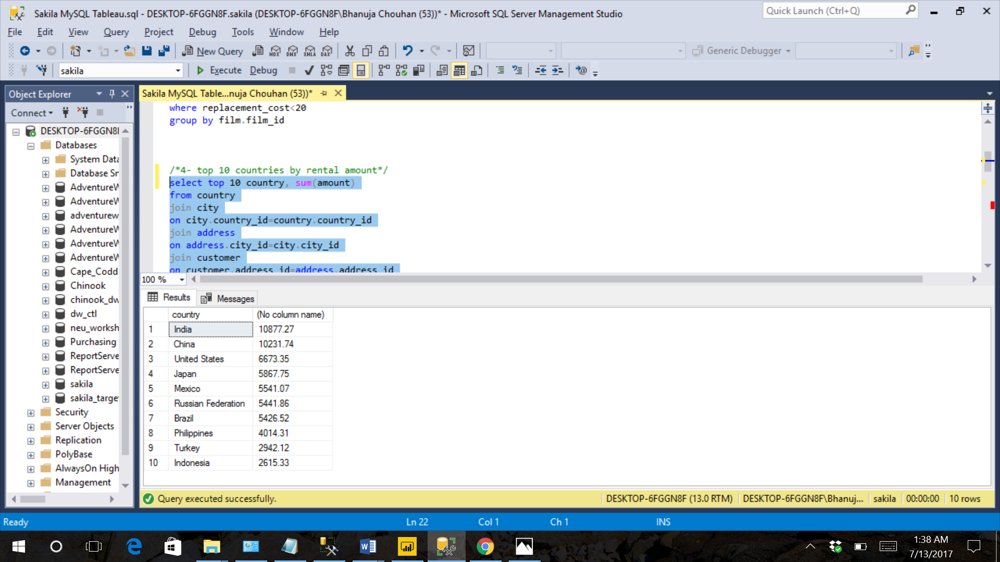 Sakila MySQL Tableau.sql - DESKTOP-6FGGN8F.sakila (DESKTOP-6FGGN8F\Bhanuja Chouhan (53))* - Microsoft SQL Server Management Studio
Quick Launch (Ctrl+Q)
File Edit View Query Project Debug Tools Window Help
New Query MDX DMX XMLA DAX Generic Debugger
sakila Execute Debug
Object Explorer
Sakila MySQL Table...nuja Chouhan (53))*
Connect
DESKTOP-6FGGN8F
Databases
System Data
Database Sn
AdventureW
AdventureW
adventurew
AdventureW
AdventureW
AdventureW
Cape_Codd
Chinook
chinook_dw
dw_ctl
neu_worksh
Purchasing
ReportServe
ReportServe
sakila
sakila_target
Security
Server Objects
Replication
PolyBase
AlwaysOn High
Management
where replacement_cost<20
group by film.film_id
/*4- top 10 countries by rental amount*/
select top 10 country, sum(amount)
from country
join city
on city.country_id=country.country_id
join address
on address.city_id=city.city_id
join customer
on customer.address_id=address.address_id
100 %
Results Messages
country (No column name)
1 India 10877.27
2 China 10231.74
3 United States 6673.35
4 Japan 5867.75
5 Mexico 5541.07
6 Russian Federation 5441.86
7 Brazil 5426.52
8 Philippines 4014.31
9 Turkey 2942.12
10 Indonesia 2615.33
Query executed successfully. DESKTOP-6FGGN8F (13.0 RTM) DESKTOP-6FGGN8F\Bhanuj... sakila 00:00:00 10 rows
Ready Ln 22 Col 1 Ch 1 INS
1:38 AM
7/13/2017